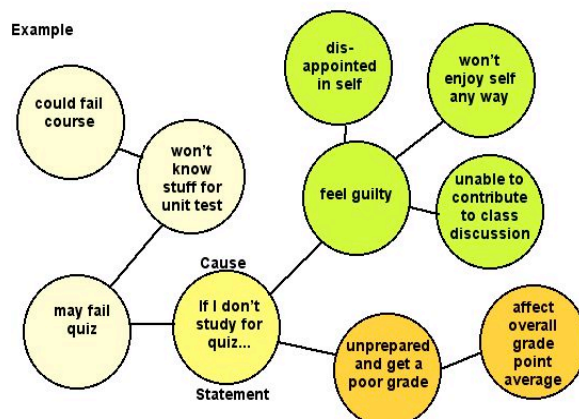 Example
could fail
course
won't
know
stuff for
unit test
may fail
quiz
Cause
If I don't
study for
quiz...
Statement
dis-
appointed
in self
won't
enjoy self
any way
feel guilty
unable to
contribute
to class
discussion
unprepared
and get a
poor grade
affect
overall
grade
point
average